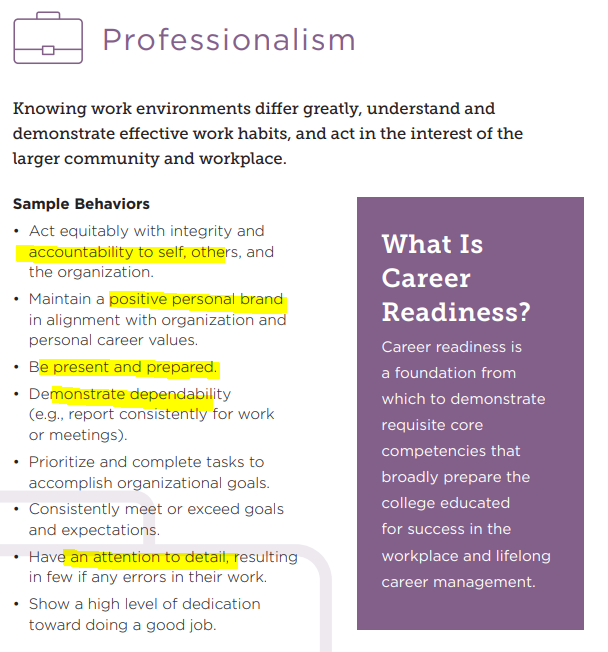 Professionalism
Knowing work environments differ greatly, understand and
demonstrate effective work habits, and act in the interest of the
larger community and workplace.
Sample Behaviors
• Act equitably with integrity and
accountability to self, others, and
the organization.
• Maintain a positive personal brand
in alignment with organization and
personal career values.
• Be present and prepared.
• Demonstrate dependability
(e.g., report consistently for work
or meetings).
• Prioritize and complete tasks to
accomplish organizational goals.
• Consistently meet or exceed goals
and expectations.
• Have an attention to detail, resulting
in few if any errors in their work.
• Show a high level of dedication
toward doing a good job.
What Is
Career
Readiness?
Career readiness is
a foundation from
which to demonstrate
requisite core
competencies that
broadly prepare the
college educated
for success in the
workplace and lifelong
career management.